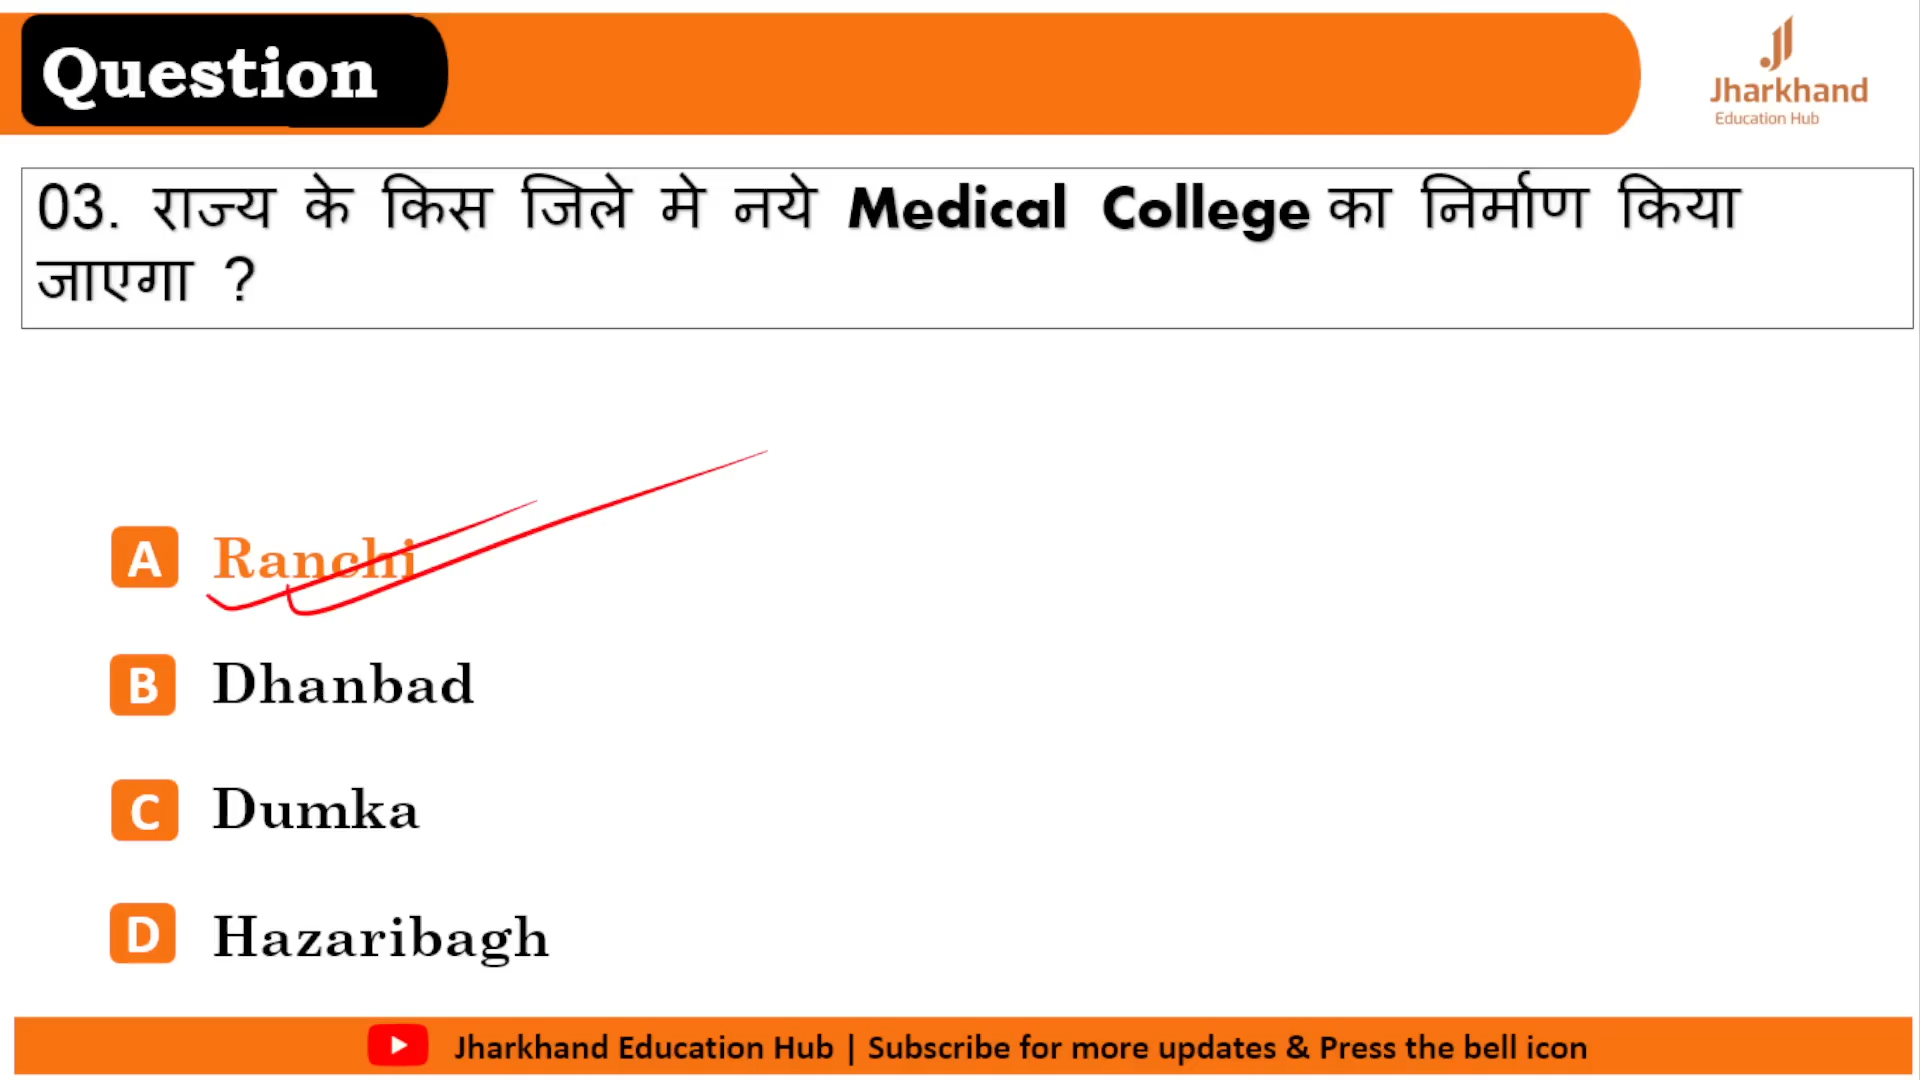 Question
Jharkhand
Education Hub
03. राज्य के किस जिले मे नये Medical College का निर्माण किया
जाएगा ?
A Ranchi
B Dhanbad
C Dumka
D Hazaribagh
Jharkhand Education Hub | Subscribe for more updates & Press the bell icon